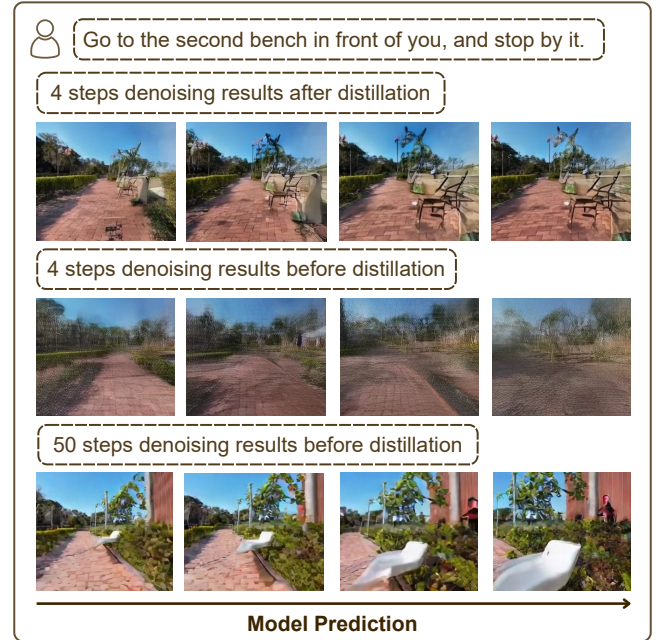 Go to the second bench in front of you, and stop by it.
4 steps denoising results after distillation
4 steps denoising results before distillation
50 steps denoising results before distillation
Model Prediction